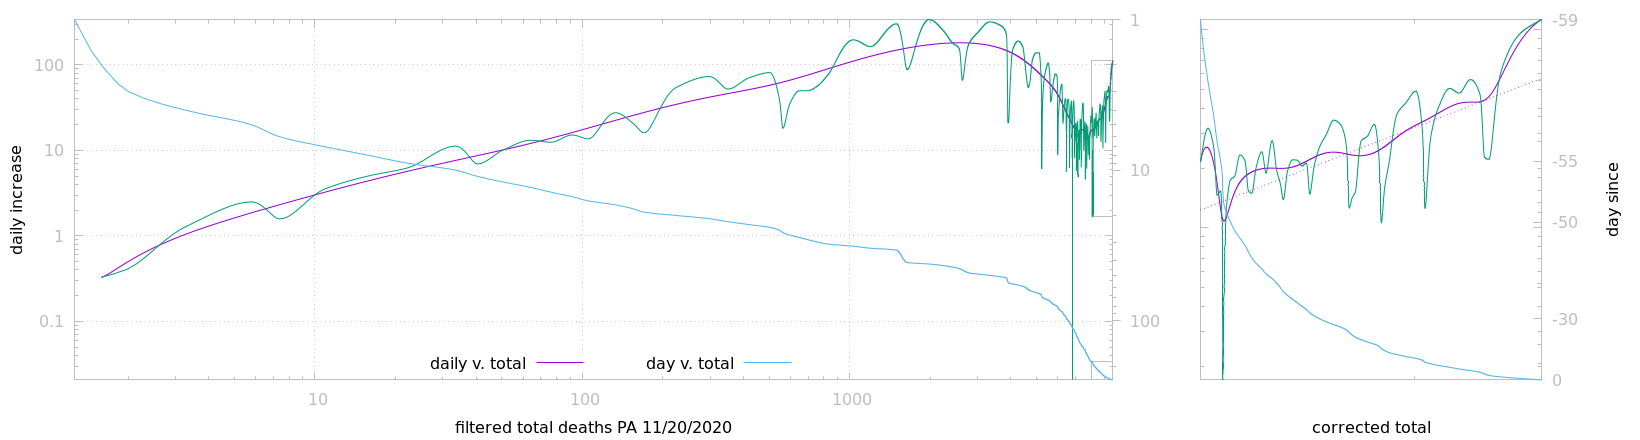 daily increase
100
10
1
0.1
daily v. total
day v. total
10
100
1000
filtered total deaths PA 11/20/2020
1
10
100
-59
-55
-50
-30
0
day since
corrected total